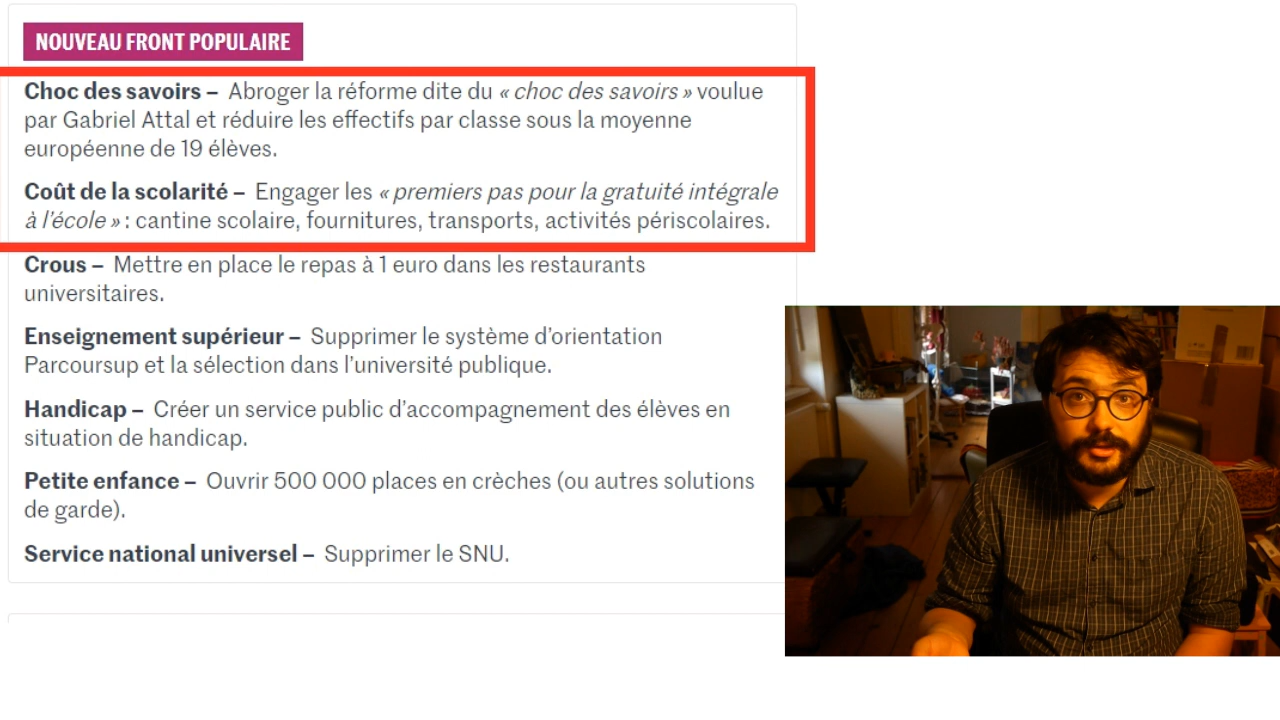 NOUVEAU FRONT POPULAIRE
Choc des savoirs – Abroger la réforme dite du « choc des savoirs » voulue
par Gabriel Attal et réduire les effectifs par classe sous la moyenne
européenne de 19 élèves.
Coût de la scolarité – Engager les « premiers pas pour la gratuité intégrale
à l’école » : cantine scolaire, fournitures, transports, activités périscolaires.
Crous – Mettre en place le repas à 1 euro dans les restaurants
universitaires.
Enseignement supérieur – Supprimer le système d’orientation
Parcoursup et la sélection dans l’université publique.
Handicap – Créer un service public d’accompagnement des élèves en
situation de handicap.
Petite enfance – Ouvrir 500 000 places en crèches (ou autres solutions
de garde).
Service national universel – Supprimer le SNU.